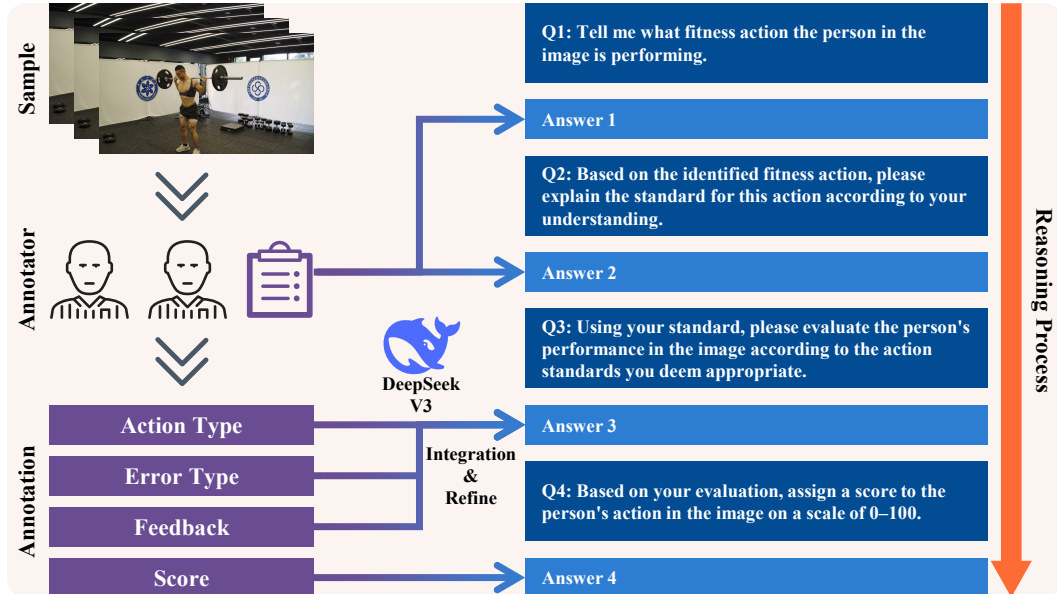 Sample
Annotator
Annotation
Q1: Tell me what fitness action the person in the
image is performing.
Answer 1
Q2: Based on the identified fitness action, please
explain the standard for this action according to your
understanding.
Answer 2
Q3: Using your standard, please evaluate the person's
performance in the image according to the action
standards you deem appropriate.
DeepSeek
V3
Action Type
Error Type
Feedback
Score
Integration
&
Refine
Answer 3
Q4: Based on your evaluation, assign a score to the
person's action in the image on a scale of 0–100.
Answer 4
Reasoning Process